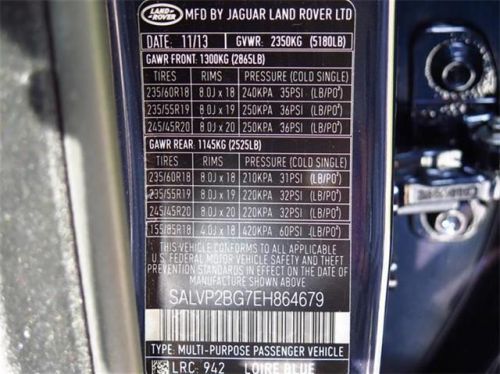 LAND-ROVER MFD BY JAGUAR LAND ROVER LTD
DATE: 11/13 GVWR: 2350KG (5180LB)
GAWR FRONT: 1300KG (2865LB)
TIRES RIMS PRESSURE (COLD SINGLE)
235/60R18 8.0J x 18 240KPA 35PSI (LB/PO²)
235/55R19 8.0J x 19 250KPA 36PSI (LB/PO²)
245/45R20 8.0J x 20 250KPA 36PSI (LB/PO²)
GAWR REAR: 1145KG (2525LB)
TIRES RIMS PRESSURE (COLD SINGLE)
235/60R18 8.0J x 18 210KPA 31PSI (LB/PO²)
235/55R19 8.0J x 19 220KPA 32PSI (LB/PO²)
245/45R20 8.0J x 20 220KPA 32PSI (LB/PO²)
155/85R18 4.0J x 18 420KPA 60PSI (LB/PO²)
THIS VEHICLE CONFORMS TO ALL APPLICABLE
U.S. FEDERAL MOTOR VEHICLE SAFETY AND THEFT
PREVENTION STANDARDS IN EFFECT ON THE DATE OF
MANUFACTURE SHOWN ABOVE
SALVP2BG7EH864679
TYPE: MULTI-PURPOSE PASSENGER VEHICLE
LRC: 942 LOIRE BLUE